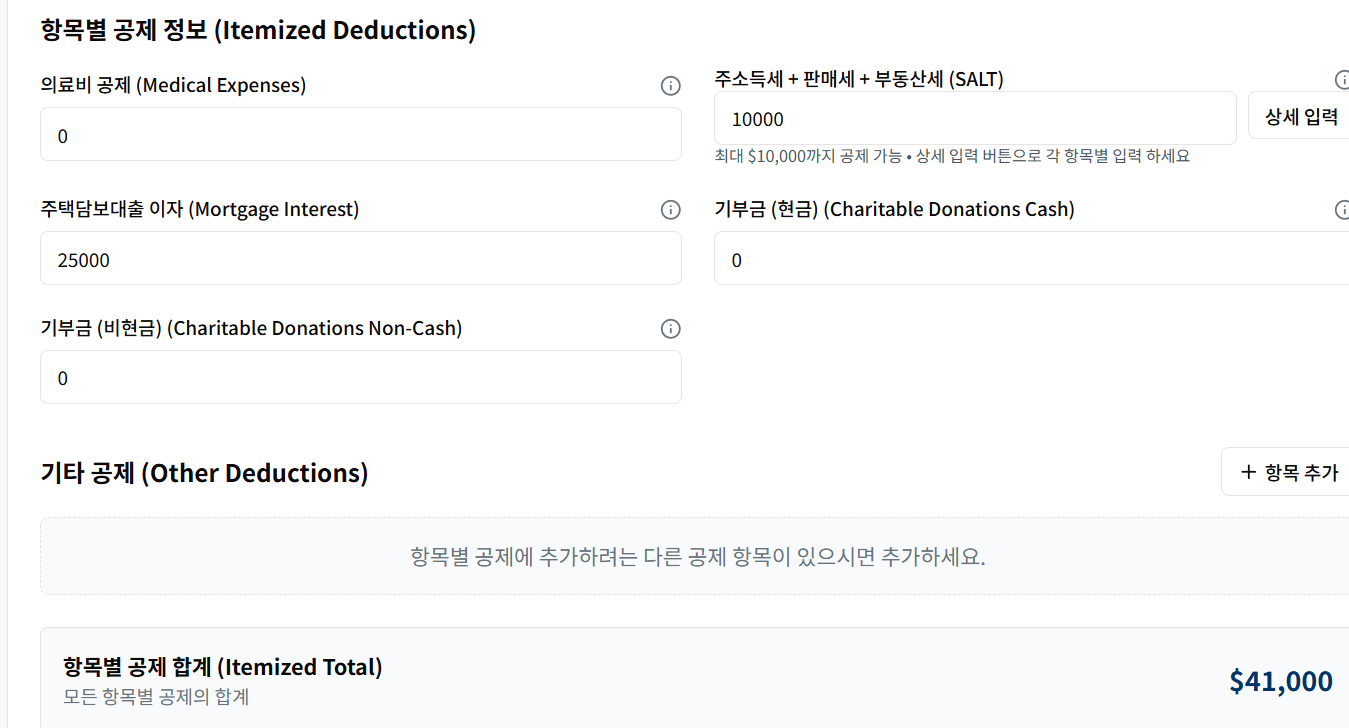 항목별 공제 정보 (Itemized Deductions)
의료비 공제 (Medical Expenses)
0
주소득세 + 판매세 + 부동산세 (SALT)
10000
상세 입력
최대 $10,000까지 공제 가능 • 상세 입력 버튼으로 각 항목별 입력 하세요
주택담보대출 이자 (Mortgage Interest)
25000
기부금 (현금) (Charitable Donations Cash)
0
기부금 (비현금) (Charitable Donations Non-Cash)
0
기타 공제 (Other Deductions)
+ 항목 추가
항목별 공제에 추가하려는 다른 공제 항목이 있으시면 추가하세요.
항목별 공제 합계 (Itemized Total)
모든 항목별 공제의 합계
$41,000